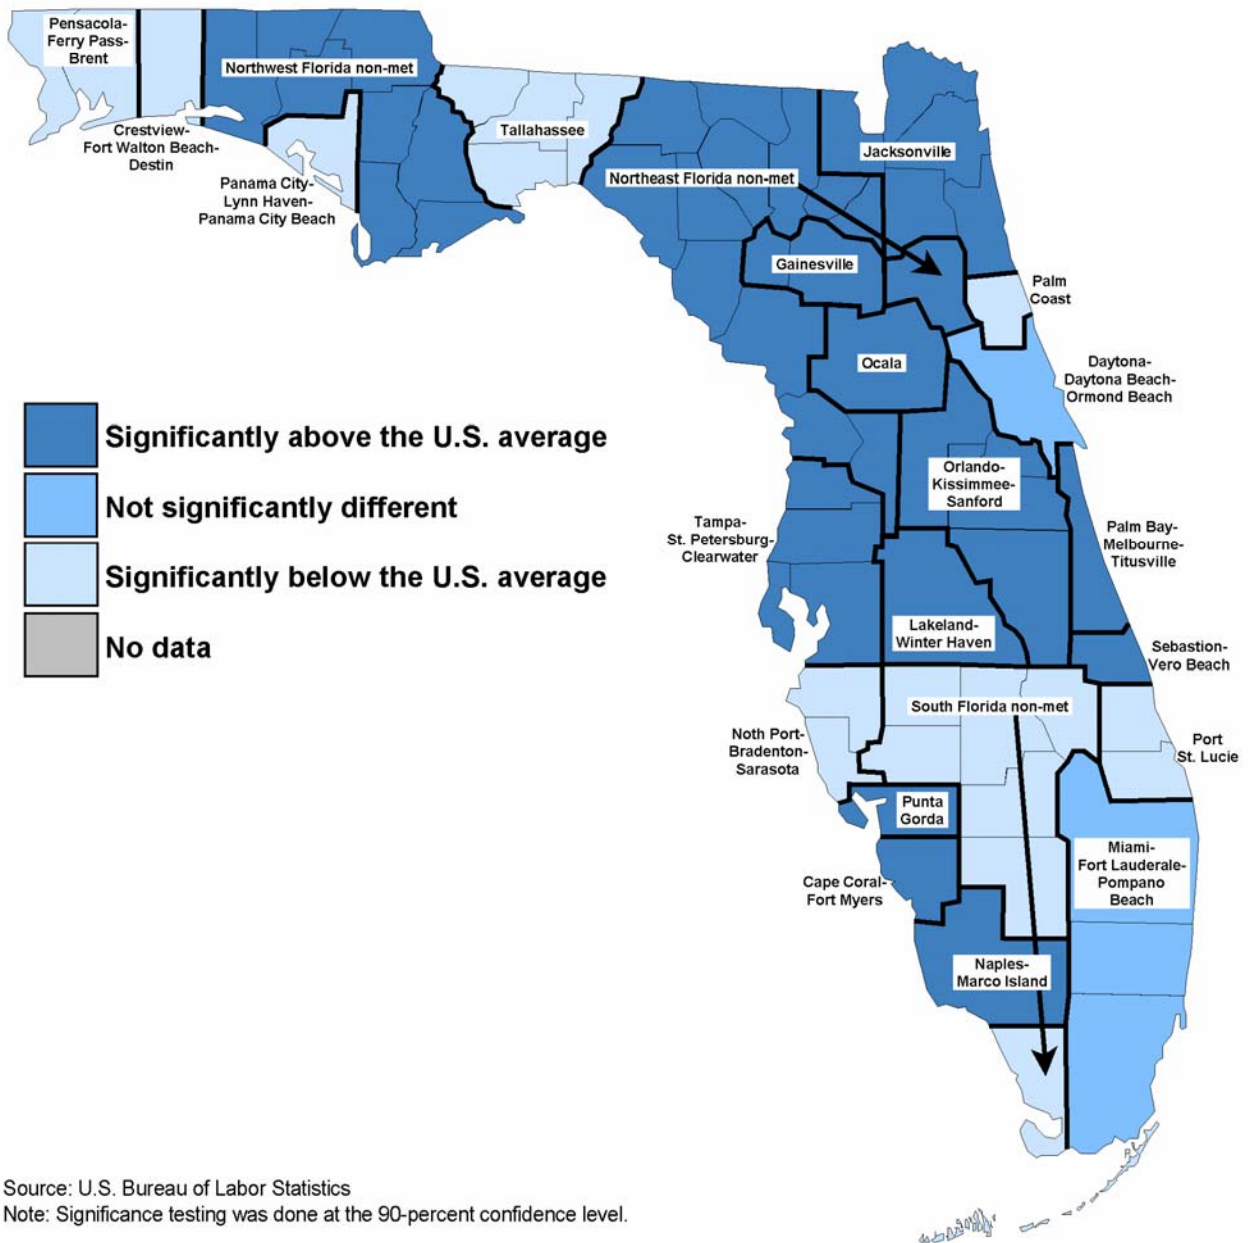 Pensacola-
Ferry Pass-
Brent
Northwest Florida non-met
Crestview-
Fort Walton Beach-
Destin
Tallahassee
Panama City-
Lynn Haven-
Panama City Beach
Jacksonville
Northeast Florida non-met
Gainesville
Palm
Coast
Ocala
Daytona-
Daytona Beach-
Ormond Beach
Significantly above the U.S. average
Not significantly different
Significantly below the U.S. average
No data
Orlando-
Kissimmee-
Sanford
Tampa-
St. Petersburg-
Clearwater
Palm Bay-
Melbourne-
Titusville
Lakeland-
Winter Haven
Sebastion-
Vero Beach
South Florida non-met
Noth Port-
Bradenton-
Sarasota
Port
St. Lucie
Punta
Gorda
Miami-
Fort Lauderale-
Pompano
Beach
Cape Coral-
Fort Myers
Naples-
Marco Island
Source: U.S. Bureau of Labor Statistics
Note: Significance testing was done at the 90-percent confidence level.